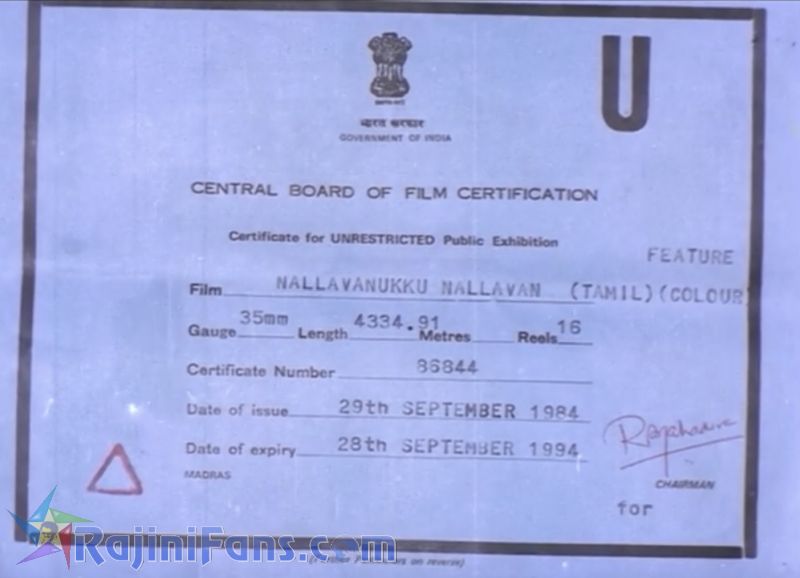 U
भारत सरकार
GOVERNMENT OF INDIA
CENTRAL BOARD OF FILM CERTIFICATION
Certificate for UNRESTRICTED Public Exhibition
FEATURE
Film NALLAVANUKKU NALLAVAN (TAMIL) (COLOUR)
Gauge 35mm Length 4334.91 Metres Reels 16
Certificate Number 86844
Date of issue 29th SEPTEMBER 1984
Date of expiry 28th SEPTEMBER 1994
MADRAS
CHAIRMAN
for
RajiniFans.com
on reverse)